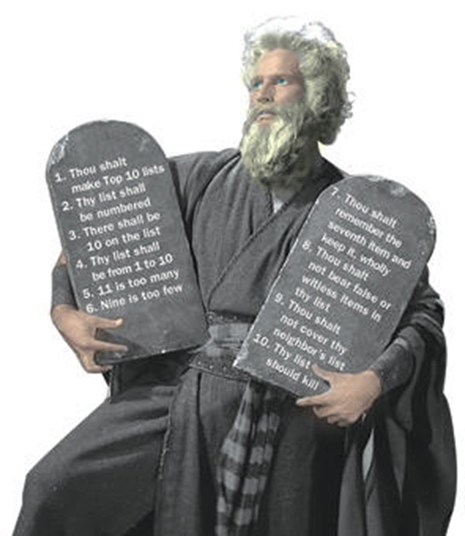 1. Thou shalt
make Top 10 lists
2. Thy list shall
be numbered
3. There shall be
10 on the list
4. Thy list shall
be from 1 to 10
5. 11 is too many
6. Nine is too few
7. Thou shalt
remember the
seventh item and
keep it, wholly
8. Thou shalt
not bear false or
witless items in
thy list
9. Thou shalt
not cover thy
neighbor's list
10. Thy list
should kill